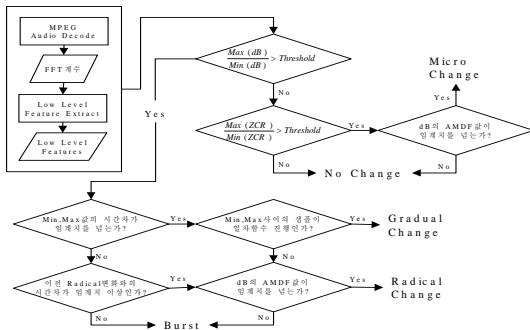 MPEG
Audio Decode
FFT계수
Low Level
Feature Extract
Low Level
Features
Max (dB)
Min (dB)
> Threshold
Yes
No
Max (ZCR)
Min (ZCR)
> Threshold
Yes
No
Micro
Change
Yes
dB의 AMDF값이
임계치를 넘는가?
No
No Change
Min,Max값의 시간차가
임계치를 넘는가?
Yes
No
Min,Max사이의 샘플이
일차함수 진행인가?
Yes
No
Gradual
Change
이전 Radical변화와의
시간차가 임계치 이상인가?
Yes
No
dB의 AMDF값이
임계치를 넘는가?
Yes
No
Radical
Change
Burst